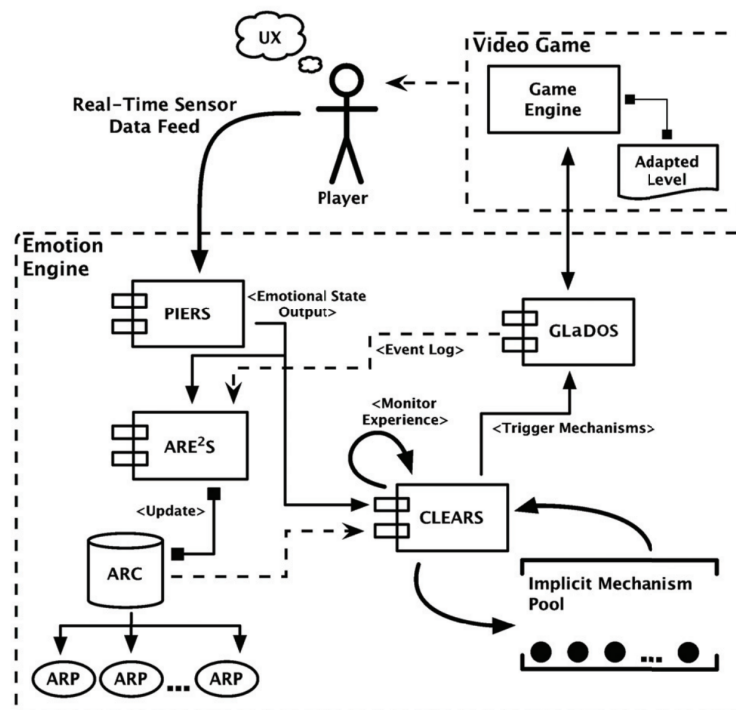 UX
Video Game
Game
Engine
Adapted
Level
Real-Time Sensor
Data Feed
Player
Emotion
Engine
PIERS
<Emotional State
Output>
GLaDOS
<Event Log>
ARE²S
<Monitor
Experience>
<Trigger Mechanisms>
<Update>
CLEARS
ARC
Implicit Mechanism
Pool
...
ARP
ARP
...
ARP